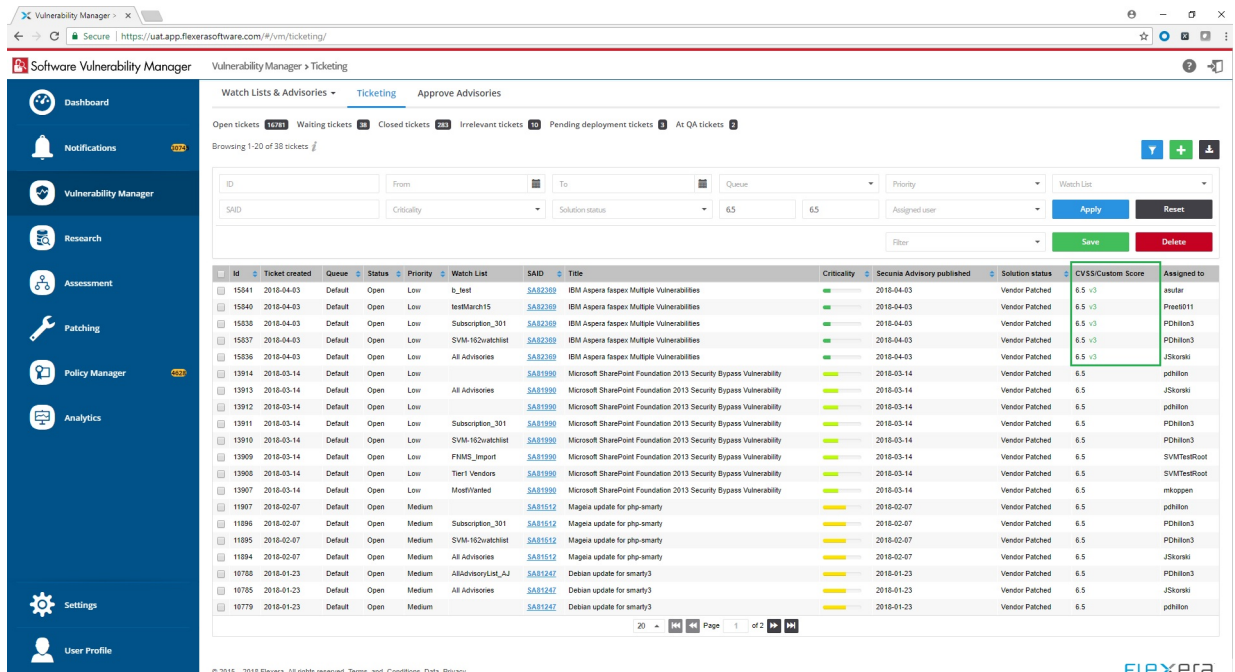 Vulnerability Manager >
Secure | https://uat.app.flexerasoftware.com/#/vm/ticketing/
Software Vulnerability Manager
Vulnerability Manager > Ticketing
Dashboard
Notifications 3074
Vulnerability Manager
Research
Assessment
Patching
Policy Manager 4628
Analytics
Settings
User Profile
Watch Lists & Advisories Ticketing Approve Advisories
Open tickets 16781 Waiting tickets 38 Closed tickets 283 Irrelevant tickets 10 Pending deployment tickets 3 At QA tickets 2
Browsing 1-20 of 38 tickets i
ID From To Queue Priority Watch List
SAID Criticality Solution status 6.5 6.5 Assigned user Apply Reset
Filter Save Delete
Id Ticket created Queue Status Priority Watch List SAID Title Criticality Secunia Advisory published Solution status CVSS/Custom Score Assigned to
15841 2018-04-03 Default Open Low b_test SA82369 IBM Aspera faspex Multiple Vulnerabilities 2018-04-03 Vendor Patched 6.5 v3 asutar
15840 2018-04-03 Default Open Low testMarch15 SA82369 IBM Aspera faspex Multiple Vulnerabilities 2018-04-03 Vendor Patched 6.5 v3 Preeti011
15838 2018-04-03 Default Open Low Subscription_301 SA82369 IBM Aspera faspex Multiple Vulnerabilities 2018-04-03 Vendor Patched 6.5 v3 PDhillon3
15837 2018-04-03 Default Open Low SVM-162watchlist SA82369 IBM Aspera faspex Multiple Vulnerabilities 2018-04-03 Vendor Patched 6.5 v3 PDhillon3
15836 2018-04-03 Default Open Low All Advisories SA82369 IBM Aspera faspex Multiple Vulnerabilities 2018-04-03 Vendor Patched 6.5 v3 JSkorski
13914 2018-03-14 Default Open Low SA81990 Microsoft SharePoint Foundation 2013 Security Bypass Vulnerability 2018-03-14 Vendor Patched 6.5 pdhillon
13913 2018-03-14 Default Open Low All Advisories SA81990 Microsoft SharePoint Foundation 2013 Security Bypass Vulnerability 2018-03-14 Vendor Patched 6.5 JSkorski
13912 2018-03-14 Default Open Low SA81990 Microsoft SharePoint Foundation 2013 Security Bypass Vulnerability 2018-03-14 Vendor Patched 6.5 pdhillon
13911 2018-03-14 Default Open Low Subscription_301 SA81990 Microsoft SharePoint Foundation 2013 Security Bypass Vulnerability 2018-03-14 Vendor Patched 6.5 PDhillon3
13910 2018-03-14 Default Open Low SVM-162watchlist SA81990 Microsoft SharePoint Foundation 2013 Security Bypass Vulnerability 2018-03-14 Vendor Patched 6.5 PDhillon3
13909 2018-03-14 Default Open Low FNMS_Import SA81990 Microsoft SharePoint Foundation 2013 Security Bypass Vulnerability 2018-03-14 Vendor Patched 6.5 SVMTestRoot
13908 2018-03-14 Default Open Low Tier1 Vendors SA81990 Microsoft SharePoint Foundation 2013 Security Bypass Vulnerability 2018-03-14 Vendor Patched 6.5 SVMTestRoot
13907 2018-03-14 Default Open Low MostWanted SA81990 Microsoft SharePoint Foundation 2013 Security Bypass Vulnerability 2018-03-14 Vendor Patched 6.5 mkoppen
11907 2018-02-07 Default Open Medium SA81512 Mageia update for php-smarty 2018-02-07 Vendor Patched 6.5 pdhillon
11896 2018-02-07 Default Open Medium Subscription_301 SA81512 Mageia update for php-smarty 2018-02-07 Vendor Patched 6.5 PDhillon3
11895 2018-02-07 Default Open Medium SVM-162watchlist SA81512 Mageia update for php-smarty 2018-02-07 Vendor Patched 6.5 PDhillon3
11894 2018-02-07 Default Open Medium All Advisories SA81512 Mageia update for php-smarty 2018-02-07 Vendor Patched 6.5 JSkorski
10788 2018-01-23 Default Open Medium AllAdvisoryList_AJ SA81247 Debian update for smarty3 2018-01-23 Vendor Patched 6.5 PDhillon3
10785 2018-01-23 Default Open Medium All Advisories SA81247 Debian update for smarty3 2018-01-23 Vendor Patched 6.5 JSkorski
10779 2018-01-23 Default Open Medium SA81247 Debian update for smarty3 2018-01-23 Vendor Patched 6.5 pdhillon
20 Page 1 of 2
© 2015 - 2018 Flexera. All rights reserved. Terms and Conditions Data Privacy
FLEXERA